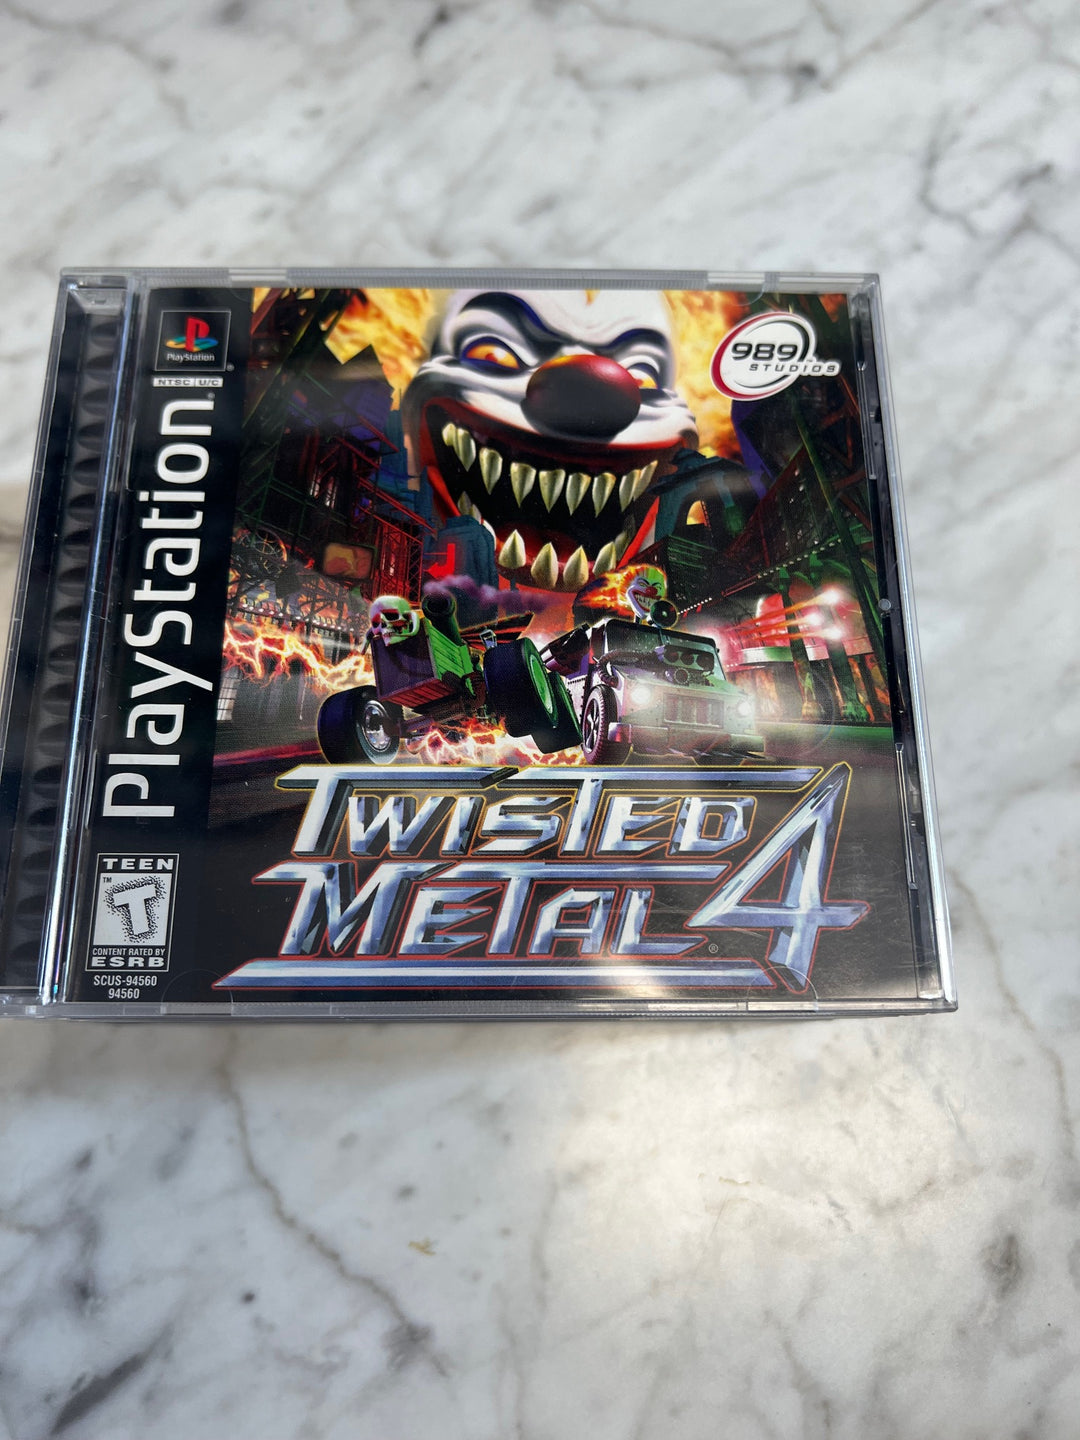 PlayStation
NTSC U/C
PlayStation
989
STUDIOS
TWISTED
METAL 4
TEEN
T
CONTENT RATED BY
ESRB
SCUS-94560
94560